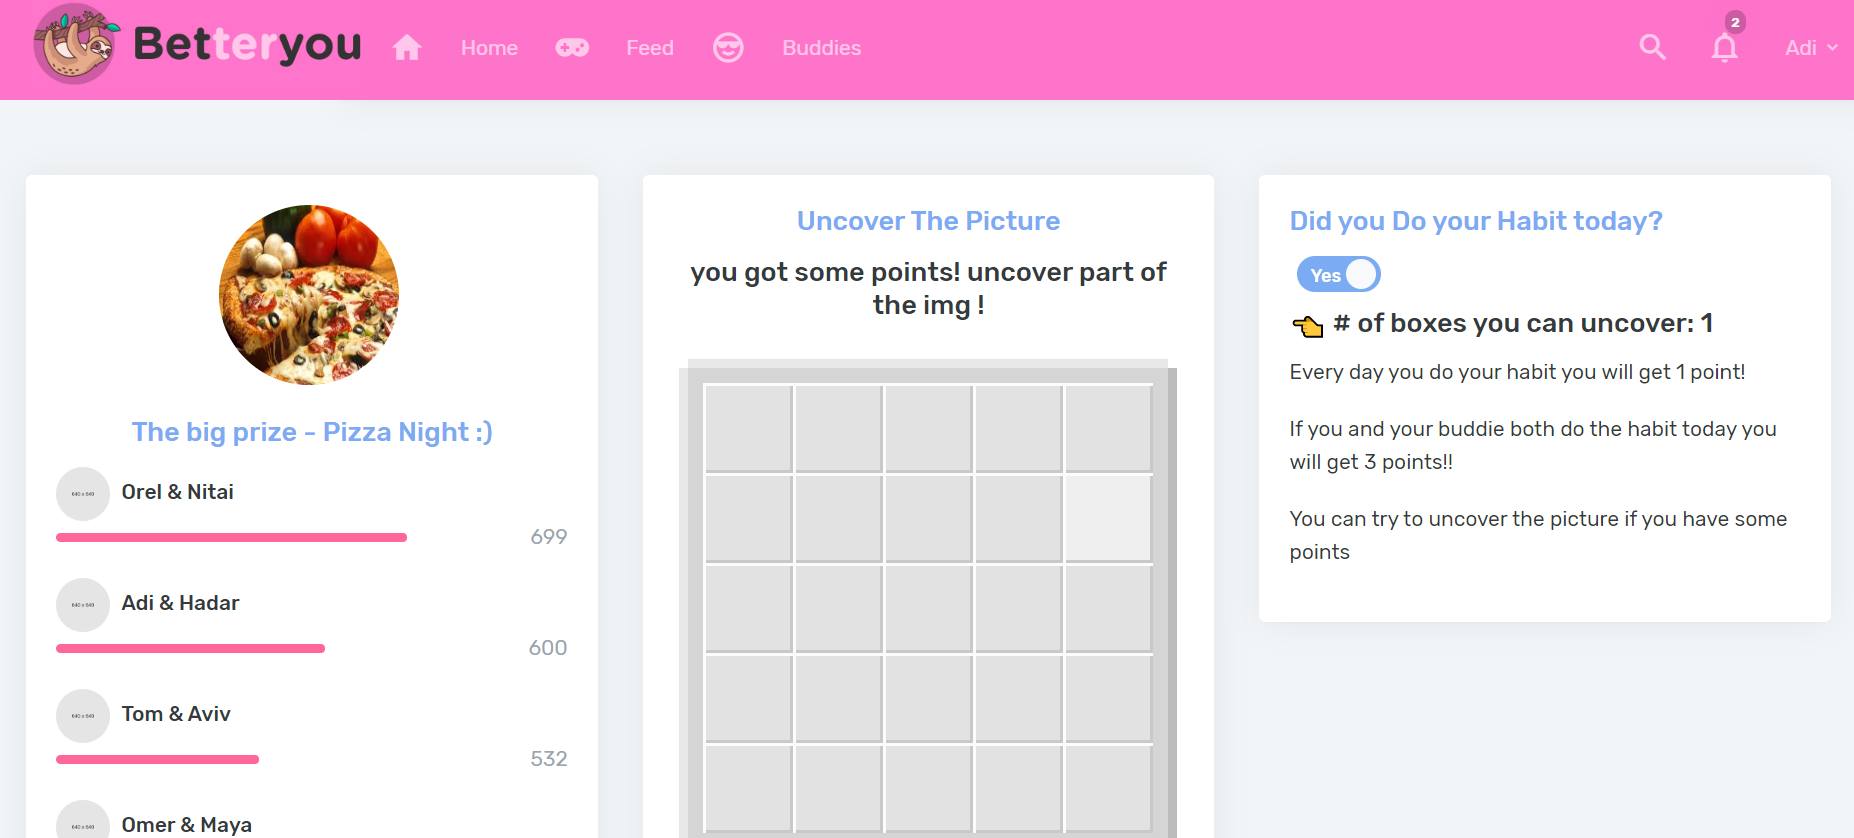 Betteryou
Home
Feed
Buddies
2
Adi
The big prize - Pizza Night :)
640 x 640
Orel & Nitai
699
640 x 640
Adi & Hadar
600
640 x 640
Tom & Aviv
532
640 x 640
Omer & Maya
Uncover The Picture
you got some points! uncover part of
the img !
Did you Do your Habit today?
Yes
👈 # of boxes you can uncover: 1
Every day you do your habit you will get 1 point!
If you and your buddie both do the habit today you
will get 3 points!!
You can try to uncover the picture if you have some
points